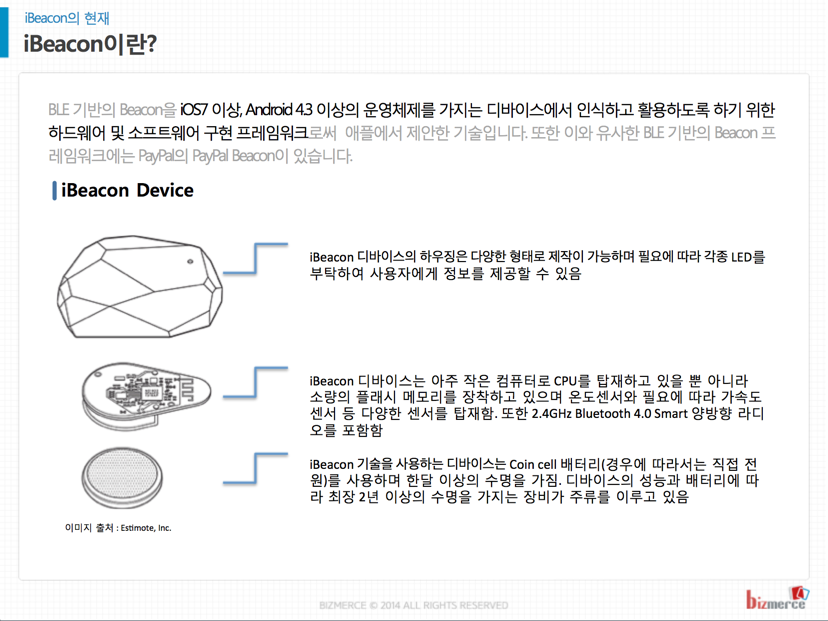 iBeacon의 현재
iBeacon이란?
BLE 기반의 Beacon을 iOS7 이상, Android 4.3 이상의 운영체제를 가지는 디바이스에서 인식하고 활용하도록 하기 위한
하드웨어 및 소프트웨어 구현 프레임워크로써 애플에서 제안한 기술입니다. 또한 이와 유사한 BLE 기반의 Beacon 프
레임워크에는 PayPal의 PayPal Beacon이 있습니다.
iBeacon Device
iBeacon 디바이스의 하우징은 다양한 형태로 제작이 가능하며 필요에 따라 각종 LED를
부탁하여 사용자에게 정보를 제공할 수 있음
iBeacon 디바이스는 아주 작은 컴퓨터로 CPU를 탑재하고 있을 뿐 아니라
소량의 플래시 메모리를 장착하고 있으며 온도센서와 필요에 따라 가속도
센서 등 다양한 센서를 탑재함. 또한 2.4GHz Bluetooth 4.0 Smart 양방향 라디
오를 포함함
iBeacon 기술을 사용하는 디바이스는 Coin cell 배터리(경우에 따라서는 직접 전
원)를 사용하며 한달 이상의 수명을 가짐. 디바이스의 성능과 배터리에 따
라 최장 2년 이상의 수명을 가지는 장비가 주류를 이루고 있음
이미지 출처 : Estimote, Inc.
BIZMERCE © 2014 ALL RIGHTS RESERVED
bizmerce